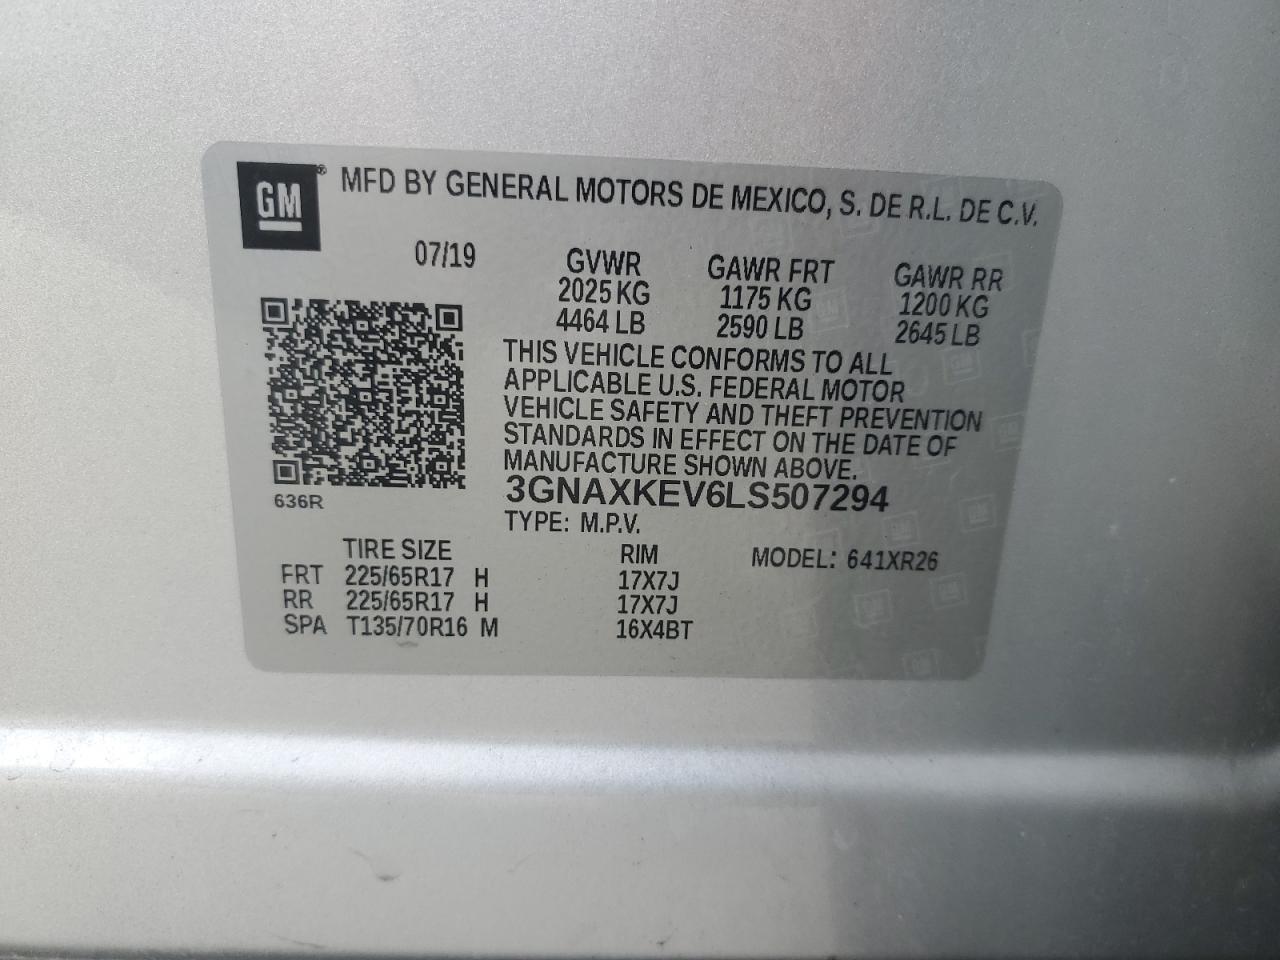 GM® MFD BY GENERAL MOTORS DE MEXICO, S. DE R.L. DE C.V.
07/19 GVWR GAWR FRT GAWR RR
2025 KG 1175 KG 1200 KG
4464 LB 2590 LB 2645 LB
THIS VEHICLE CONFORMS TO ALL
APPLICABLE U.S. FEDERAL MOTOR
VEHICLE SAFETY AND THEFT PREVENTION
STANDARDS IN EFFECT ON THE DATE OF
MANUFACTURE SHOWN ABOVE.
636R
3GNAXKEV6LS507294
TYPE: M.P.V.
TIRE SIZE RIM MODEL: 641XR26
FRT 225/65R17 H 17X7J
RR 225/65R17 H 17X7J
SPA T135/70R16 M 16X4BT